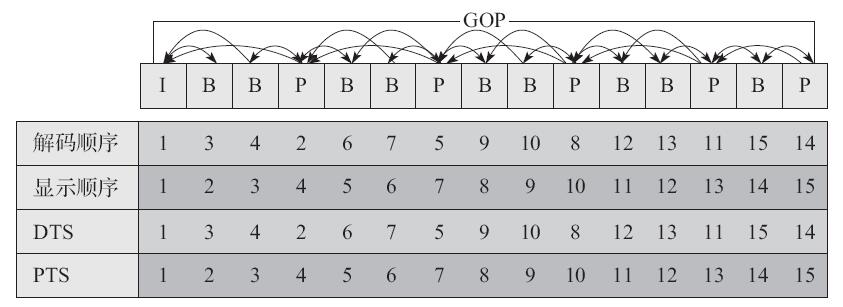 GOP
I B B P B B P B B P B B P B P
解码顺序 1 3 4 2 6 7 5 9 10 8 12 13 11 15 14
显示顺序 1 2 3 4 5 6 7 8 9 10 11 12 13 14 15
DTS 1 3 4 2 6 7 5 9 10 8 12 13 11 15 14
PTS 1 2 3 4 5 6 7 8 9 10 11 12 13 14 15